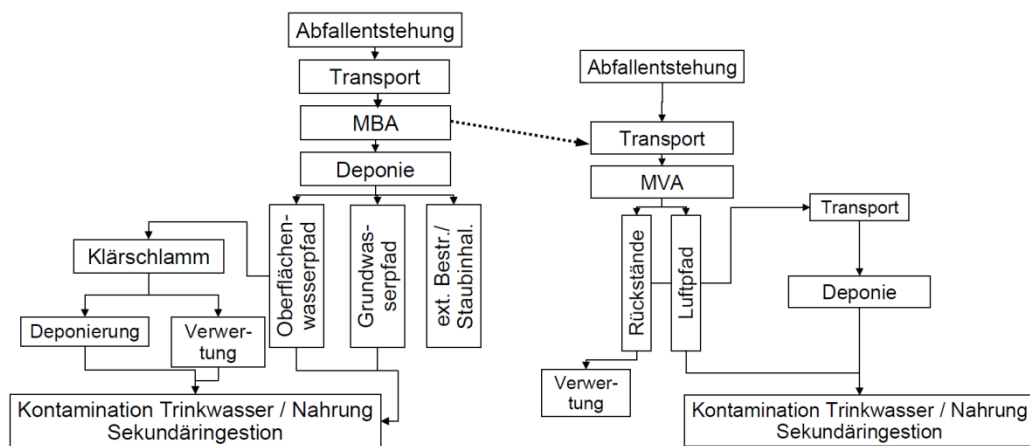 Abfallentstehung
Transport
MBA
Deponie
Oberflächen-
wasserpfad
Grundwas-
serpfad
ext. Bestr./
Staubinhal.
Klärschlamm
Deponierung
Verwer-
tung
Kontamination Trinkwasser / Nahrung
Sekundäringestion
Abfallentstehung
Transport
MVA
Rückstände
Luftpfad
Transport
Deponie
Verwer-
tung
Kontamination Trinkwasser / Nahrung
Sekundäringestion